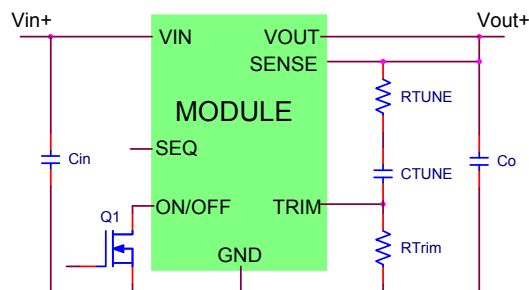 Vin+
Vout+
VIN
VOUT
SENSE
RTUNE
MODULE
Cin
SEQ
CTUNE
Co
Q1
ON/OFF
TRIM
RTrim
GND